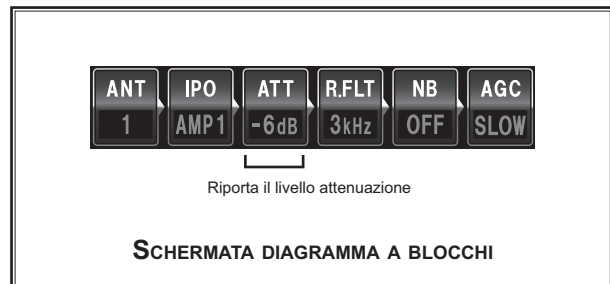 ANT IPO ATT R.FLT NB AGC
1 AMP1 -6dB 3kHz OFF SLOW
Riporta il livello attenuazione
SCHERMATA DIAGRAMMA A BLOCCHI